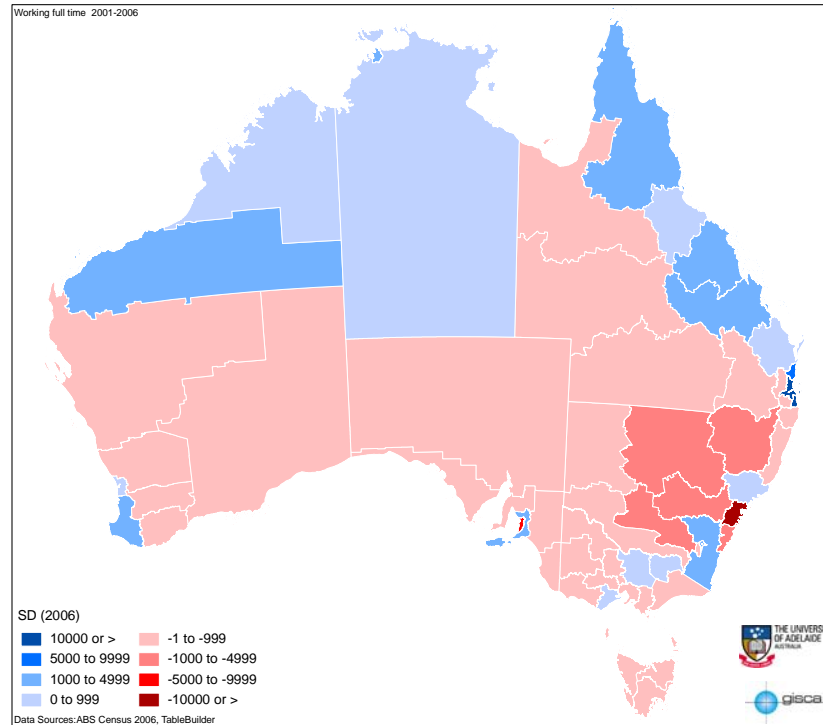 Working full time 2001-2006
SD (2006)
10000 or >
5000 to 9999
1000 to 4999
0 to 999
-1 to -999
-1000 to -4999
-5000 to -9999
-10000 or >
THE UNIVERS
OF ADELAIDE
AUSTRALIA
gisca
Data Sources:ABS Census 2006, TableBuilder